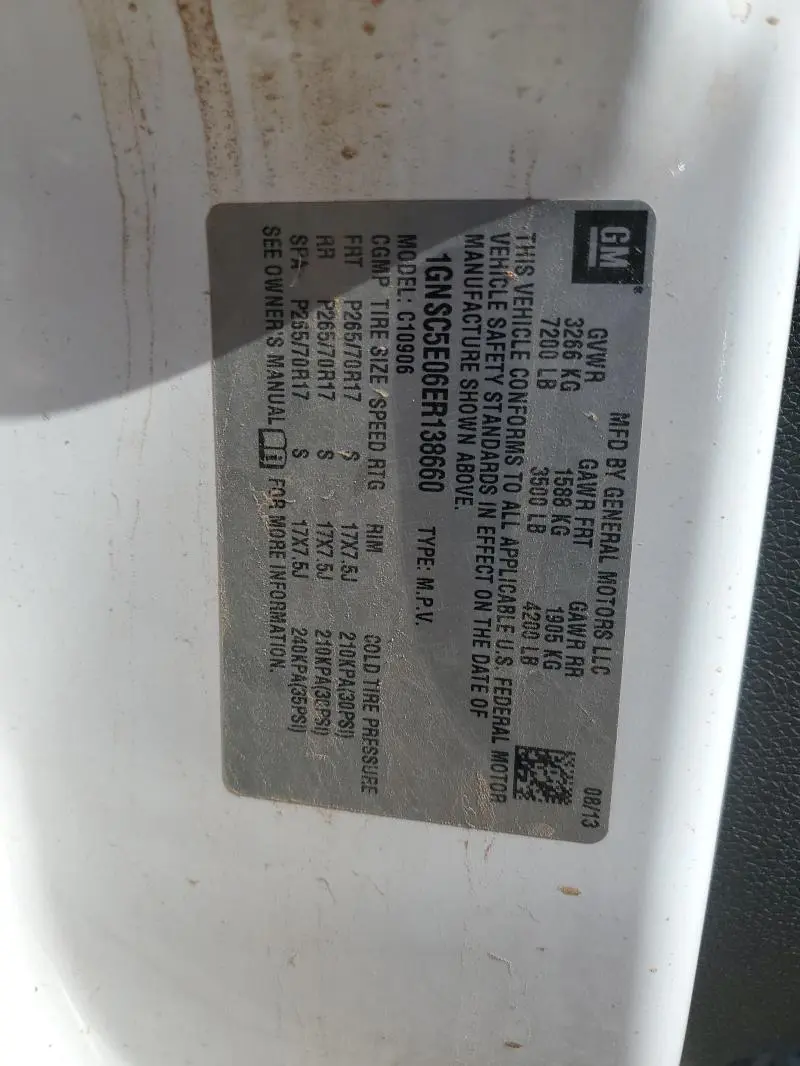 GM
MFD BY GENERAL MOTORS LLC 08/13
GVWR GAWR FRT GAWR RR
3266 KG 1588 KG 1905 KG
7200 LB 3500 LB 4200 LB
THIS VEHICLE CONFORMS TO ALL APPLICABLE U.S. FEDERAL MOTOR
VEHICLE SAFETY STANDARDS IN EFFECT ON THE DATE OF
MANUFACTURE SHOWN ABOVE.
1GNSC5E06ER138660 TYPE: M.P.V.
MODEL: C10906
CGMP TIRE SIZE SPEED RTG RIM COLD TIRE PRESSURE
FRT P265/70R17 S 17X7.5J 210KPA(30PSI)
RR P265/70R17 S 17X7.5J 210KPA(30PSI)
SPA P265/70R17 S 17X7.5J 240KPA(35PSI)
SEE OWNER'S MANUAL FOR MORE INFORMATION.